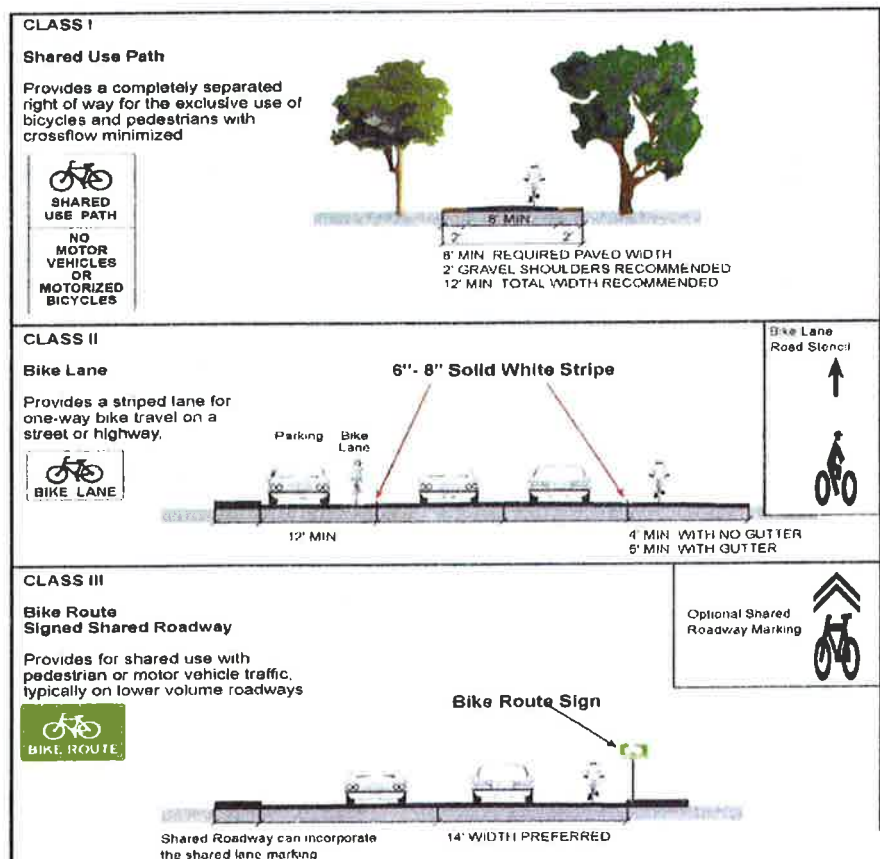 CLASS I
Shared Use Path
Provides a completely separated
right of way for the exclusive use of
bicycles and pedestrians with
crossflow minimized
SHARED
USE PATH
NO
MOTOR
VEHICLES
OR
MOTORIZED
BICYCLES
8' MIN
2' 2'
8' MIN REQUIRED PAVED WIDTH
2' GRAVEL SHOULDERS RECOMMENDED
12' MIN TOTAL WIDTH RECOMMENDED
CLASS II
Bike Lane
Provides a striped lane for
one-way bike travel on a
street or highway.
BIKE LANE
6"- 8" Solid White Stripe
Parking Bike
Lane
12' MIN
4' MIN WITH NO GUTTER
5' MIN WITH GUTTER
Bike Lane
Road Stencil
CLASS III
Bike Route
Signed Shared Roadway
Provides for shared use with
pedestrian or motor vehicle traffic,
typically on lower volume roadways
BIKE ROUTE
Optional Shared
Roadway Marking
Bike Route Sign
Shared Roadway can incorporate
the shared lane marking
14' WIDTH PREFERRED